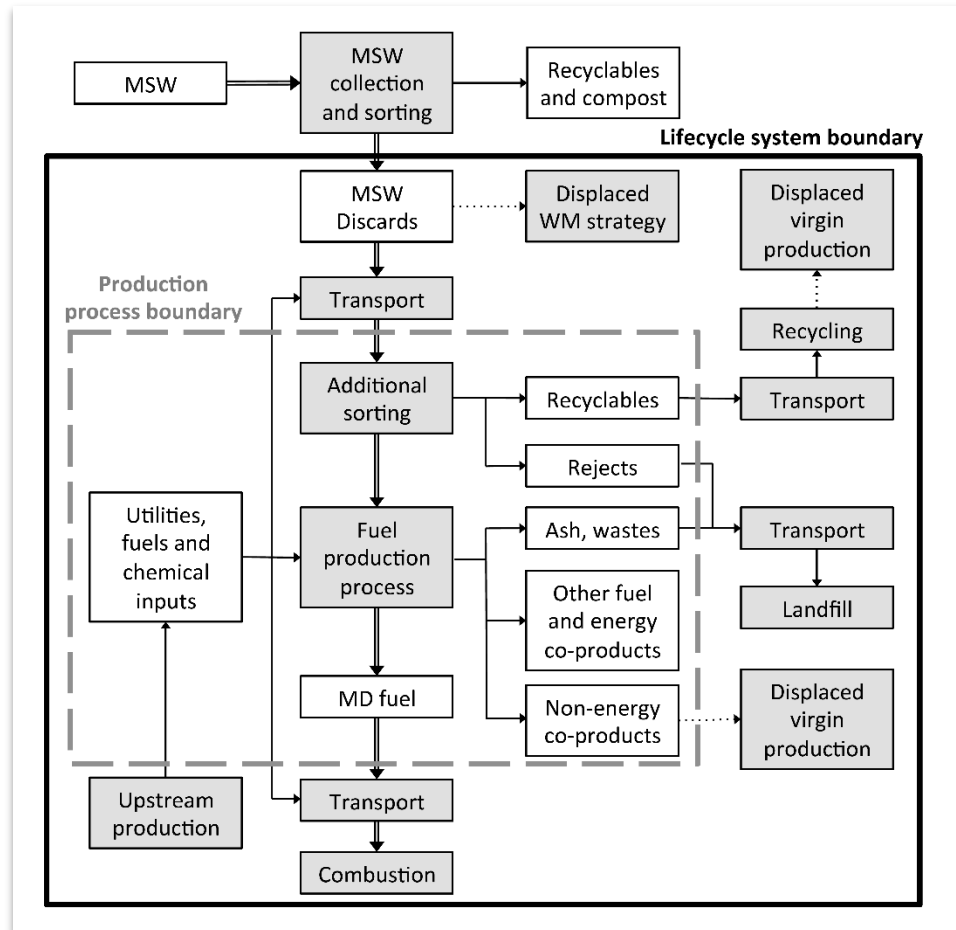 MSW
MSW
collection
and sorting
Recyclables
and compost
Lifecycle system boundary
MSW
Discards
Displaced
WM strategy
Displaced
virgin
production
Production
process boundary
Transport
Recycling
Additional
sorting
Recyclables
Transport
Rejects
Utilities,
fuels and
chemical
inputs
Fuel
production
process
Ash, wastes
Transport
Other fuel
and energy
co-products
Landfill
MD fuel
Non-energy
co-products
Displaced
virgin
production
Upstream
production
Transport
Combustion